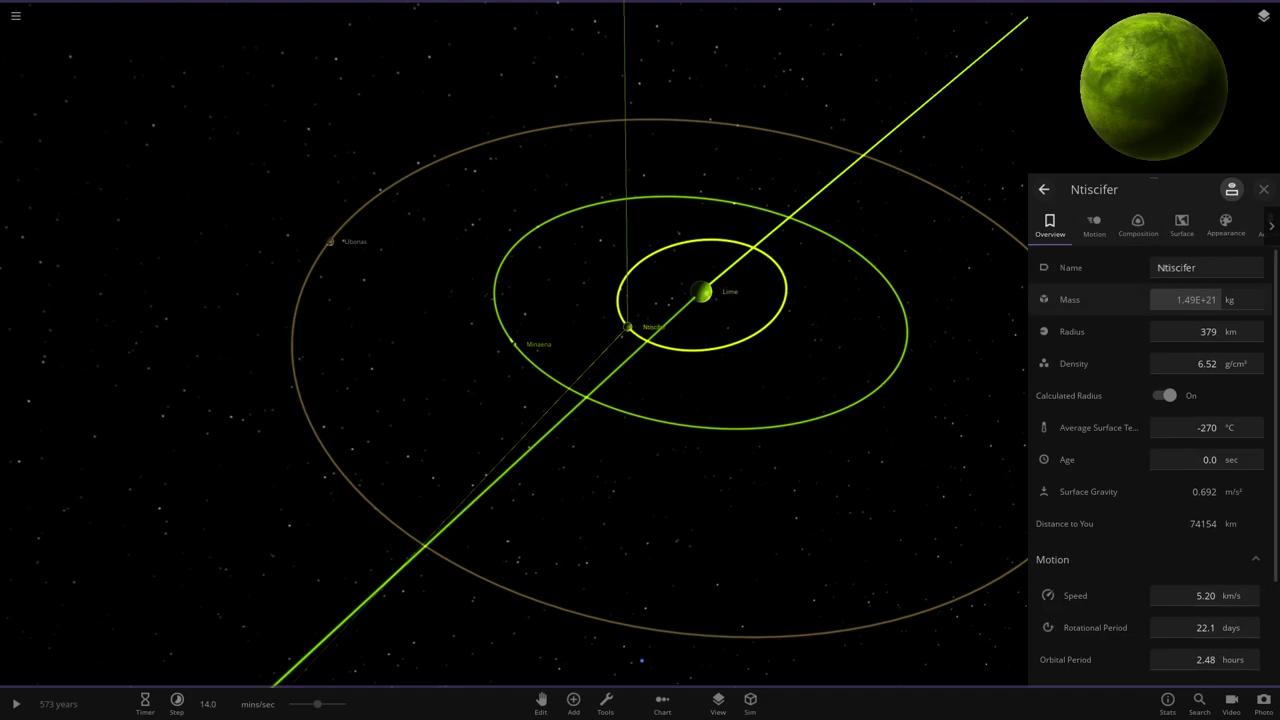 *Ubonas
Lime
Ntiscifer
Minaena
Ntiscifer
Overview
Motion
Composition
Surface
Appearance
Name Ntiscifer
Mass 1.49E+21 kg
Radius 379 km
Density 6.52 g/cm³
Calculated Radius On
Average Surface Te... -270 °C
Age 0.0 sec
Surface Gravity 0.692 m/s²
Distance to You 74154 km
Motion
Speed 5.20 km/s
Rotational Period 22.1 days
Orbital Period 2.48 hours
573 years
Timer
Step
14.0 mins/sec
Edit
Add
Tools
Chart
View
Sim
Stats
Search
Video
Photo